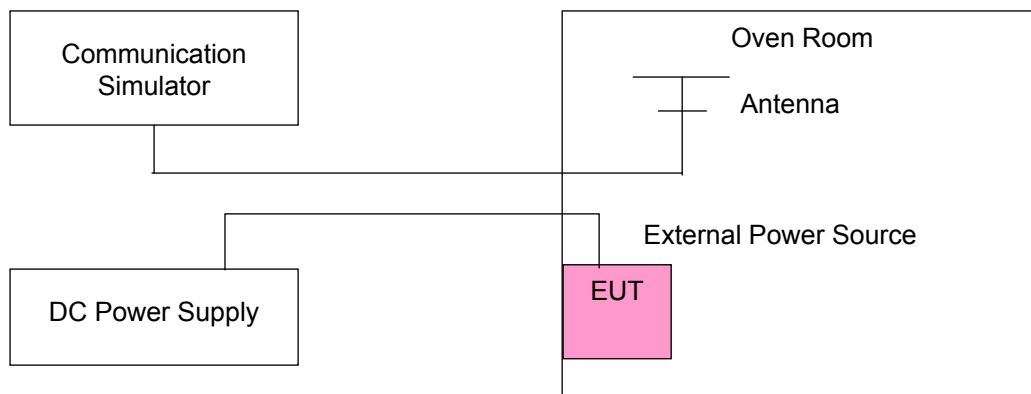 Communication
Simulator
Oven Room
Antenna
External Power Source
DC Power Supply
EUT